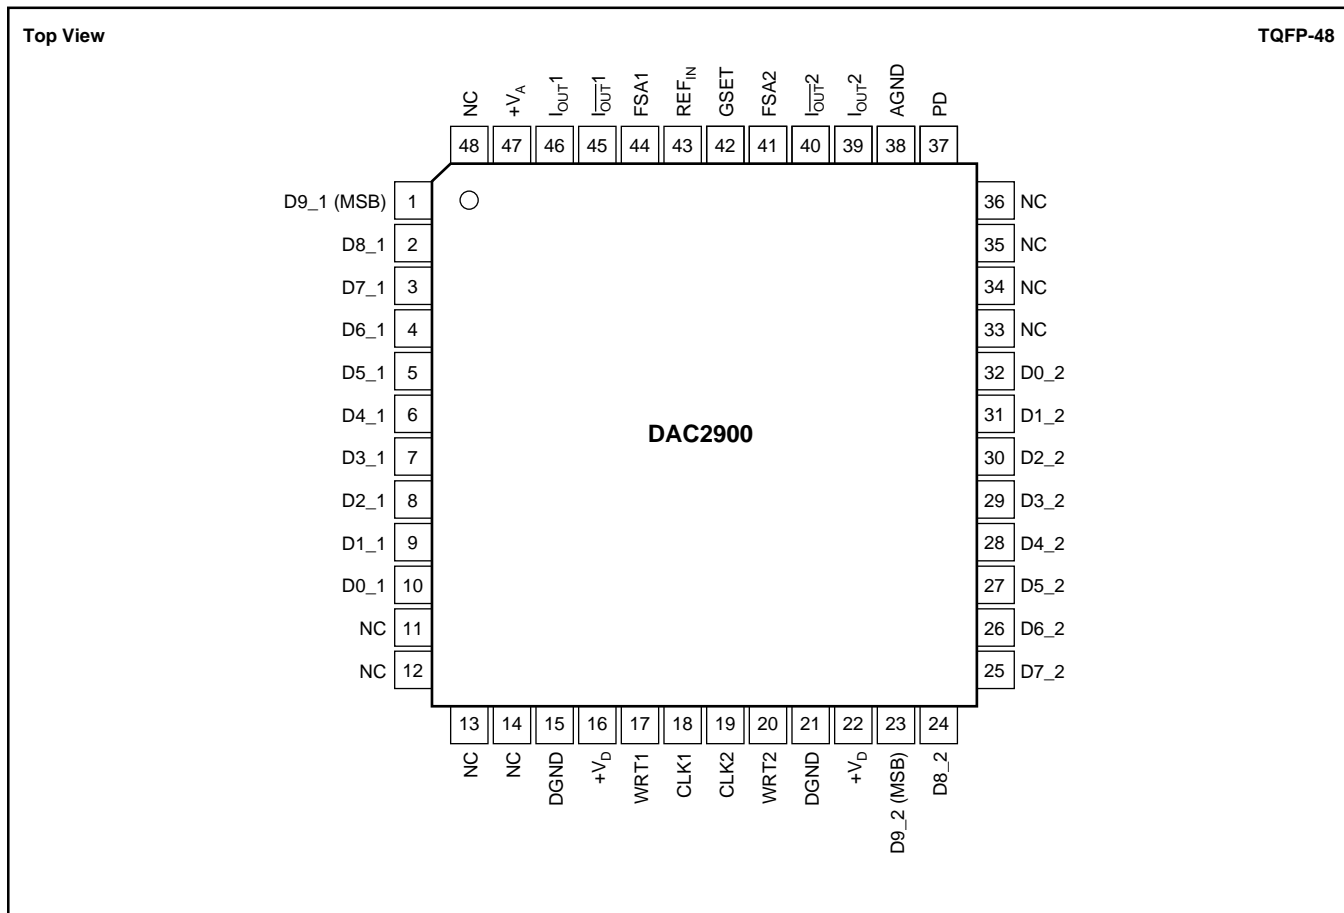 Top View
TQFP-48
NC
+VA
IOUT1
I̅O̅U̅T̅1
FSA1
REFIN
GSET
FSA2
I̅O̅U̅T̅2
IOUT2
AGND
PD
48 47 46 45 44 43 42 41 40 39 38 37
D9_1 (MSB) 1
D8_1 2
D7_1 3
D6_1 4
D5_1 5
D4_1 6
D3_1 7
D2_1 8
D1_1 9
D0_1 10
NC 11
NC 12
DAC2900
36 NC
35 NC
34 NC
33 NC
32 D0_2
31 D1_2
30 D2_2
29 D3_2
28 D4_2
27 D5_2
26 D6_2
25 D7_2
13 14 15 16 17 18 19 20 21 22 23 24
NC
NC
DGND
+VD
WRT1
CLK1
CLK2
WRT2
DGND
+VD
D9_2 (MSB)
D8_2